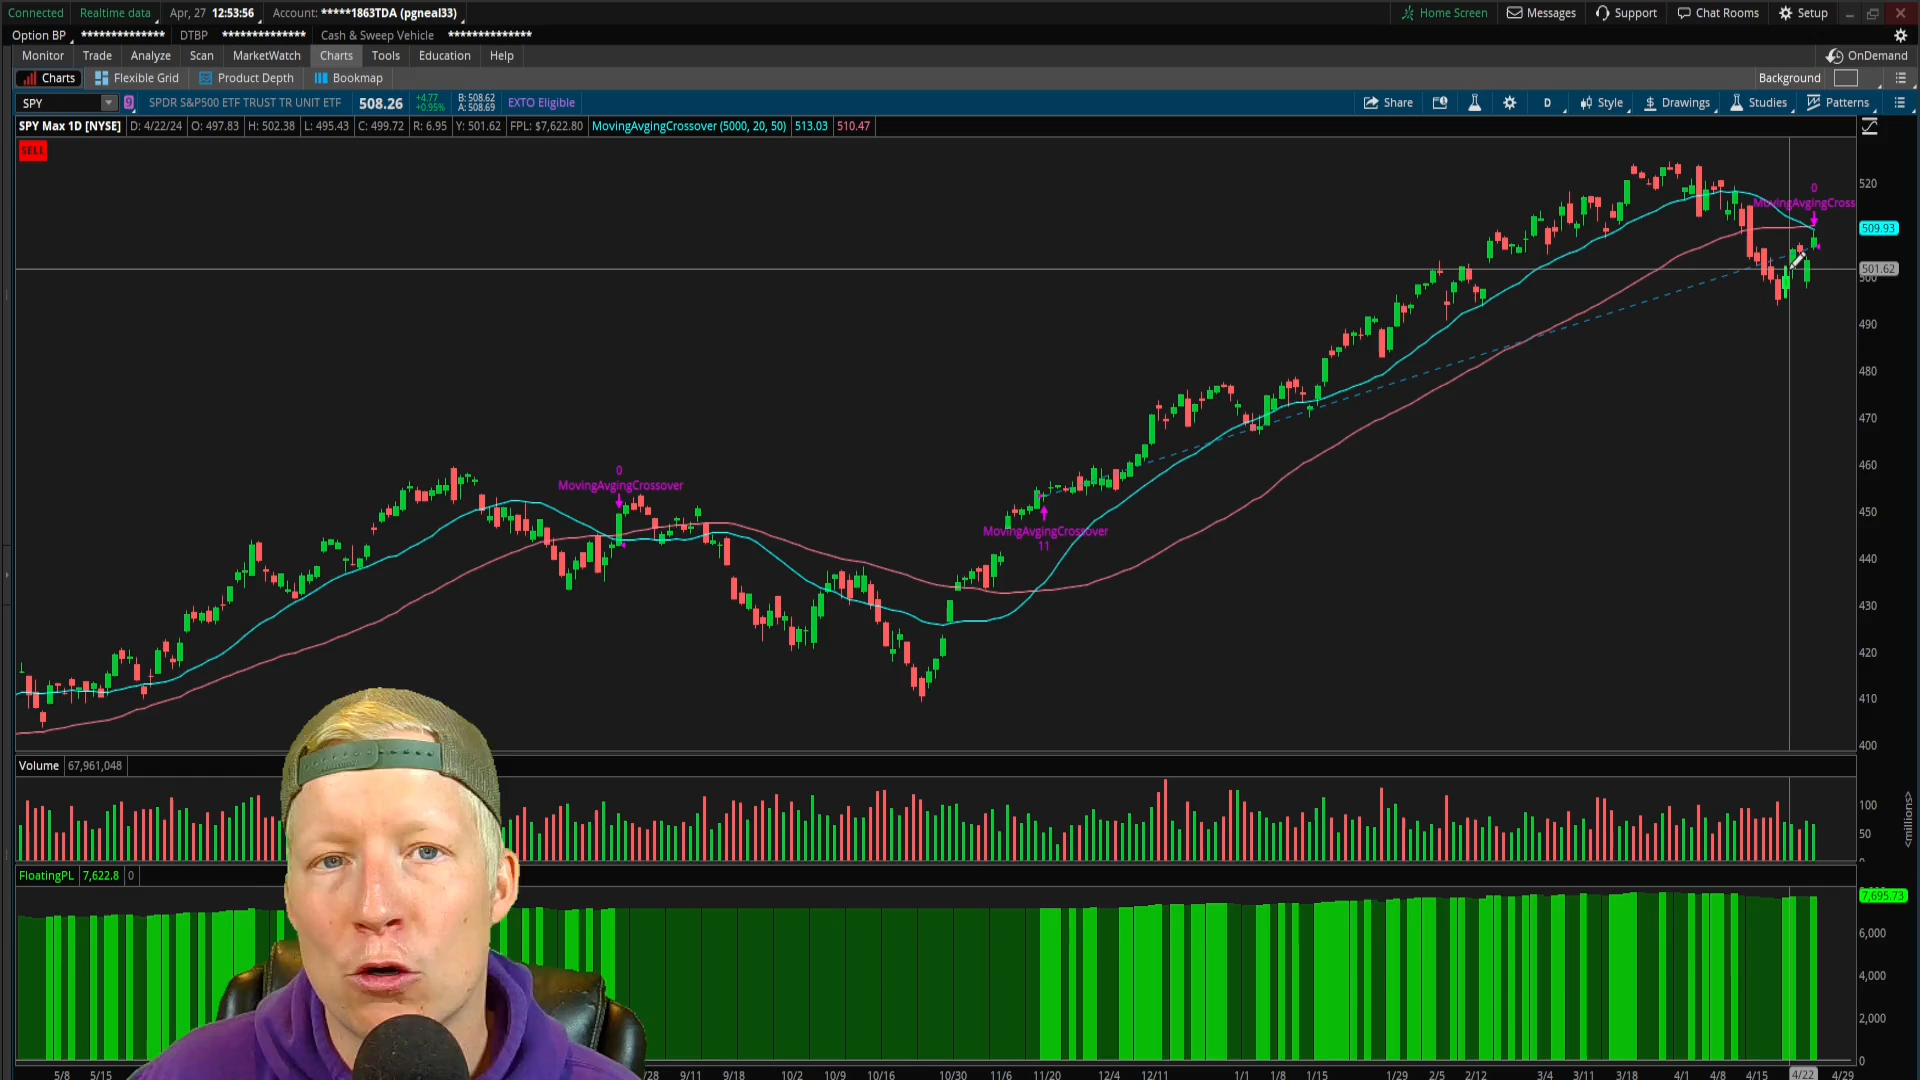 Connected Realtime data Apr, 27 12:53:56 Account: *****1863TDA (pgneal33) Home Screen Messages Support Chat Rooms Setup
Option BP ************** DTBP ************** Cash & Sweep Vehicle **************
Monitor Trade Analyze Scan MarketWatch Charts Tools Education Help OnDemand
Charts Flexible Grid Product Depth Bookmap Background
SPY 9 SPDR S&P500 ETF TRUST TR UNIT ETF 508.26 +4.77 +0.95% B: 508.62 A: 508.69 EXTO Eligible Share D Style Drawings Studies Patterns
SPY Max 1D [NYSE] D: 4/22/24 O: 497.83 H: 502.38 L: 495.43 C: 499.72 R: 6.95 Y: 501.62 FPL: $7,622.80 MovingAvgingCrossover (5000, 20, 50) 513.03 510.47
SELL
520
0
MovingAvgingCross
509.93
501.62
500
490
480
470
460
0
MovingAvgingCrossover
450
MovingAvgingCrossover
11
440
430
420
410
400
Volume 67,961,048
100
50
0
<millions>
FloatingPL 7,622.8 0
7,695.73
6,000
4,000
2,000
0
5/8 5/15 /28 9/11 9/18 10/2 10/9 10/16 10/30 11/6 11/20 12/4 12/11 1/1 1/8 1/15 1/29 2/5 2/12 3/4 3/11 3/18 4/1 4/8 4/15 4/22 4/29